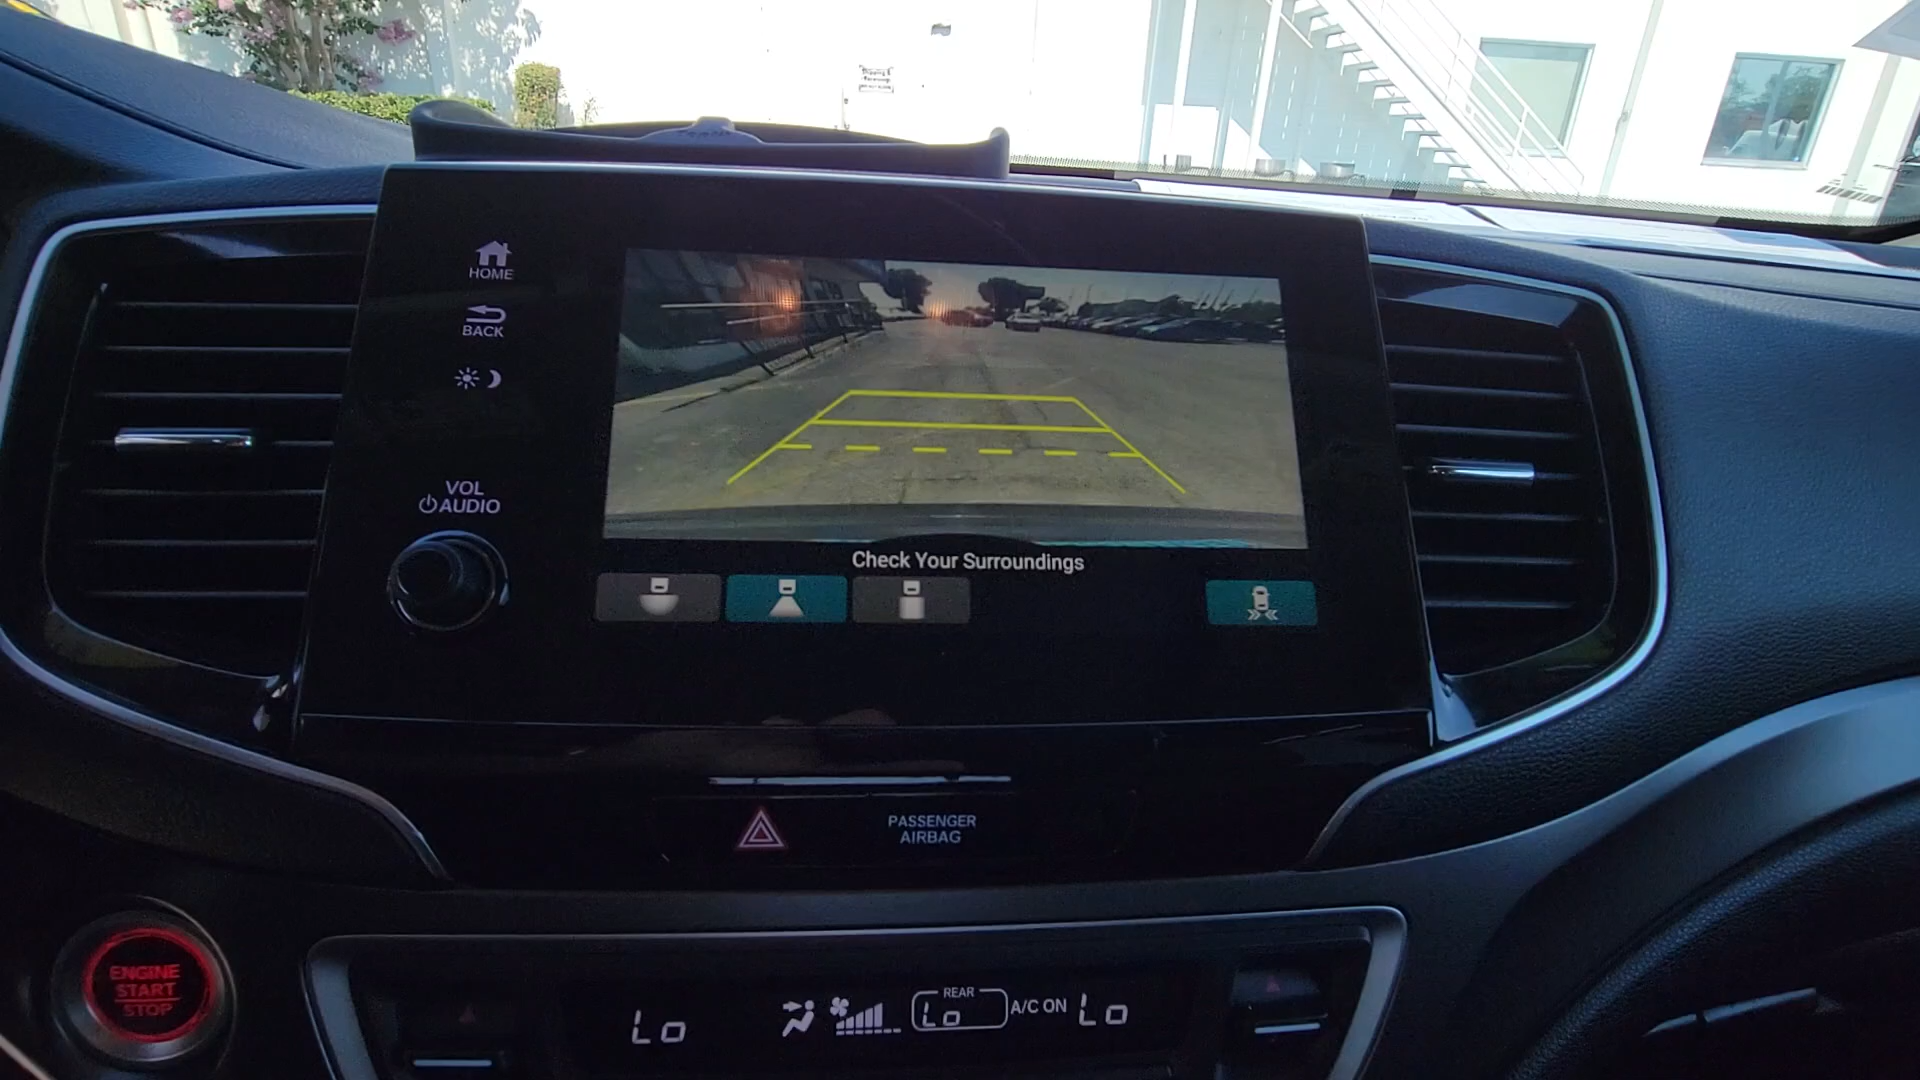 HOME
BACK
VOL
AUDIO
Check Your Surroundings
PASSENGER
AIRBAG
ENGINE
START
STOP
Lo
REAR
Lo
A/C ON
Lo